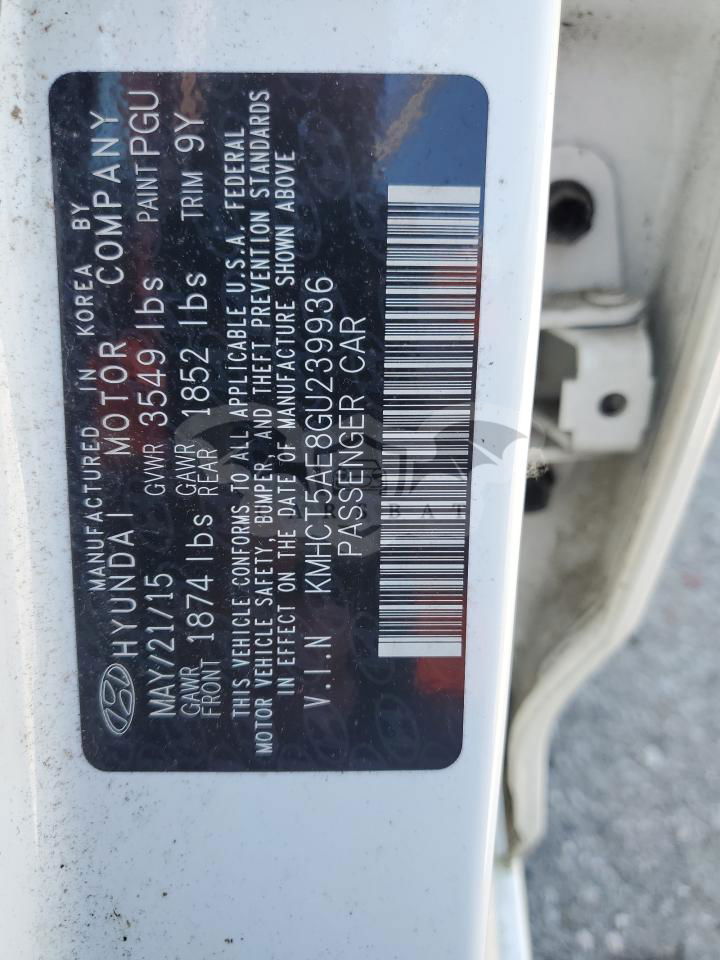 MANUFACTURED IN KOREA BY
HYUNDAI MOTOR COMPANY
MAY/21/15 GVWR 3549 lbs PAINT PGU
GAWR FRONT 1874 lbs GAWR REAR 1852 lbs TRIM 9Y
THIS VEHICLE CONFORMS TO ALL APPLICABLE U.S.A. FEDERAL
MOTOR VEHICLE SAFETY, BUMPER, AND THEFT PREVENTION STANDARDS
IN EFFECT ON THE DATE OF MANUFACTURE SHOWN ABOVE
V.I.N KMHCT5AE8GU239936
PASSENGER CAR
ARSBAT